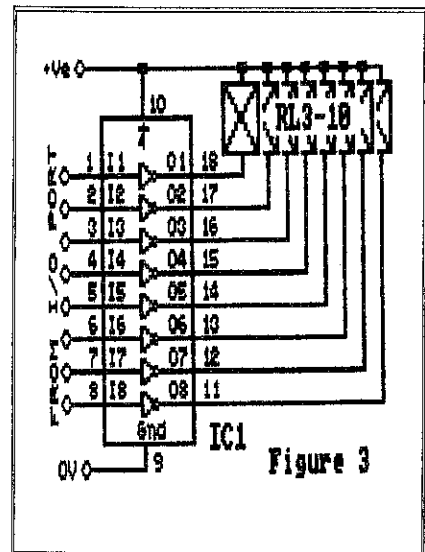 +Ve
10
RL3-10
FROM I/O PORT
1 I1 O1 18
2 I2 O2 17
3 I3 O3 16
4 I4 O4 15
5 I5 O5 14
6 I6 O6 13
7 I7 O7 12
8 I8 O8 11
Gnd
IC1
0V 9
Figure 3